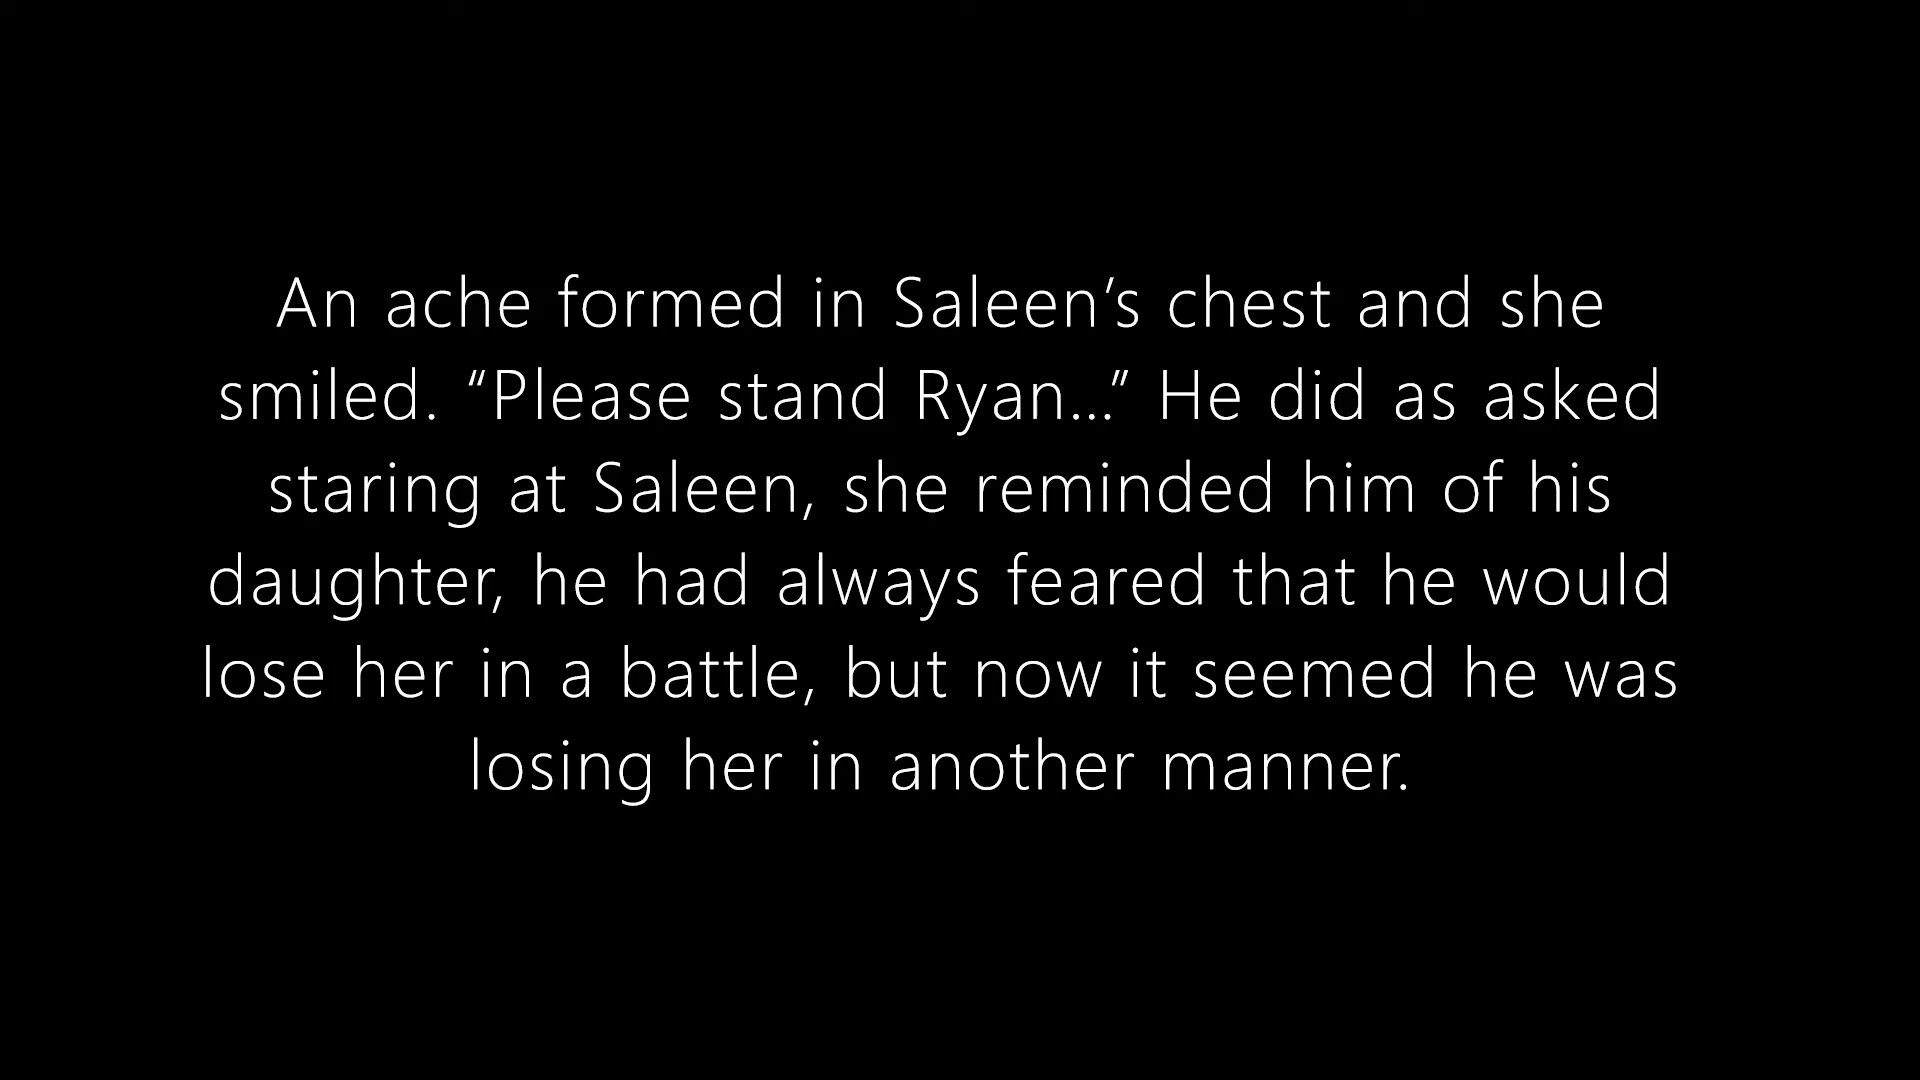 An ache formed in Saleen’s chest and she
smiled. “Please stand Ryan...” He did as asked
staring at Saleen, she reminded him of his
daughter, he had always feared that he would
lose her in a battle, but now it seemed he was
losing her in another manner.